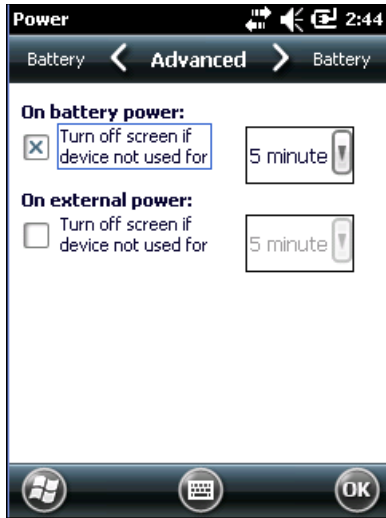 Power 2:44
Battery Advanced Battery
On battery power:
Turn off screen if
device not used for
5 minute
On external power:
Turn off screen if
device not used for
5 minute
OK